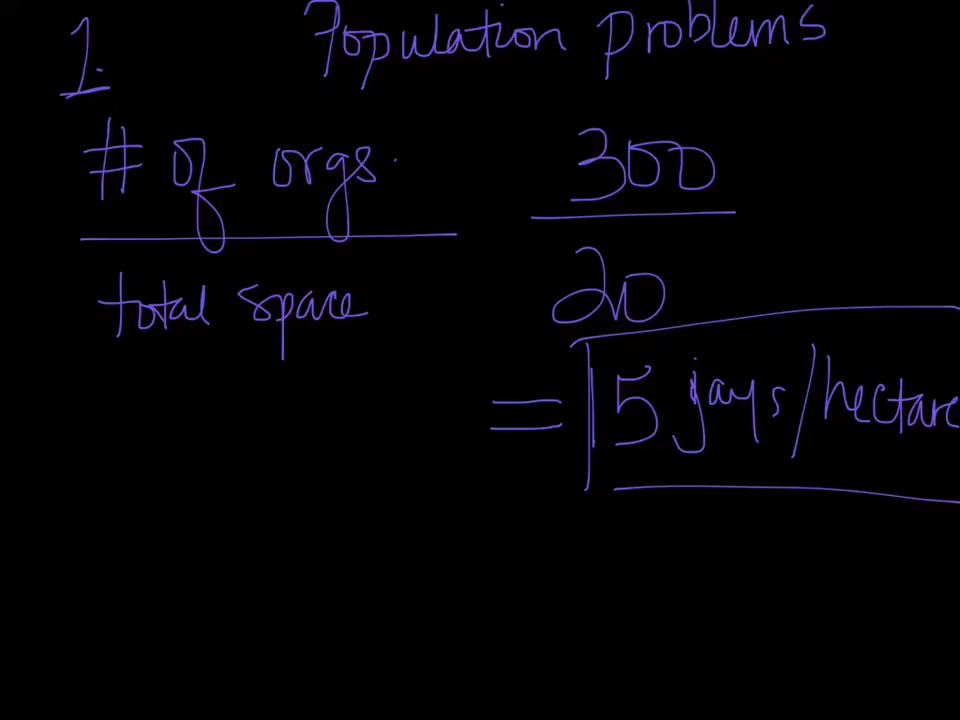 1.
Population problems
# of orgs.
total space
300
20
= 15 jays/hectare